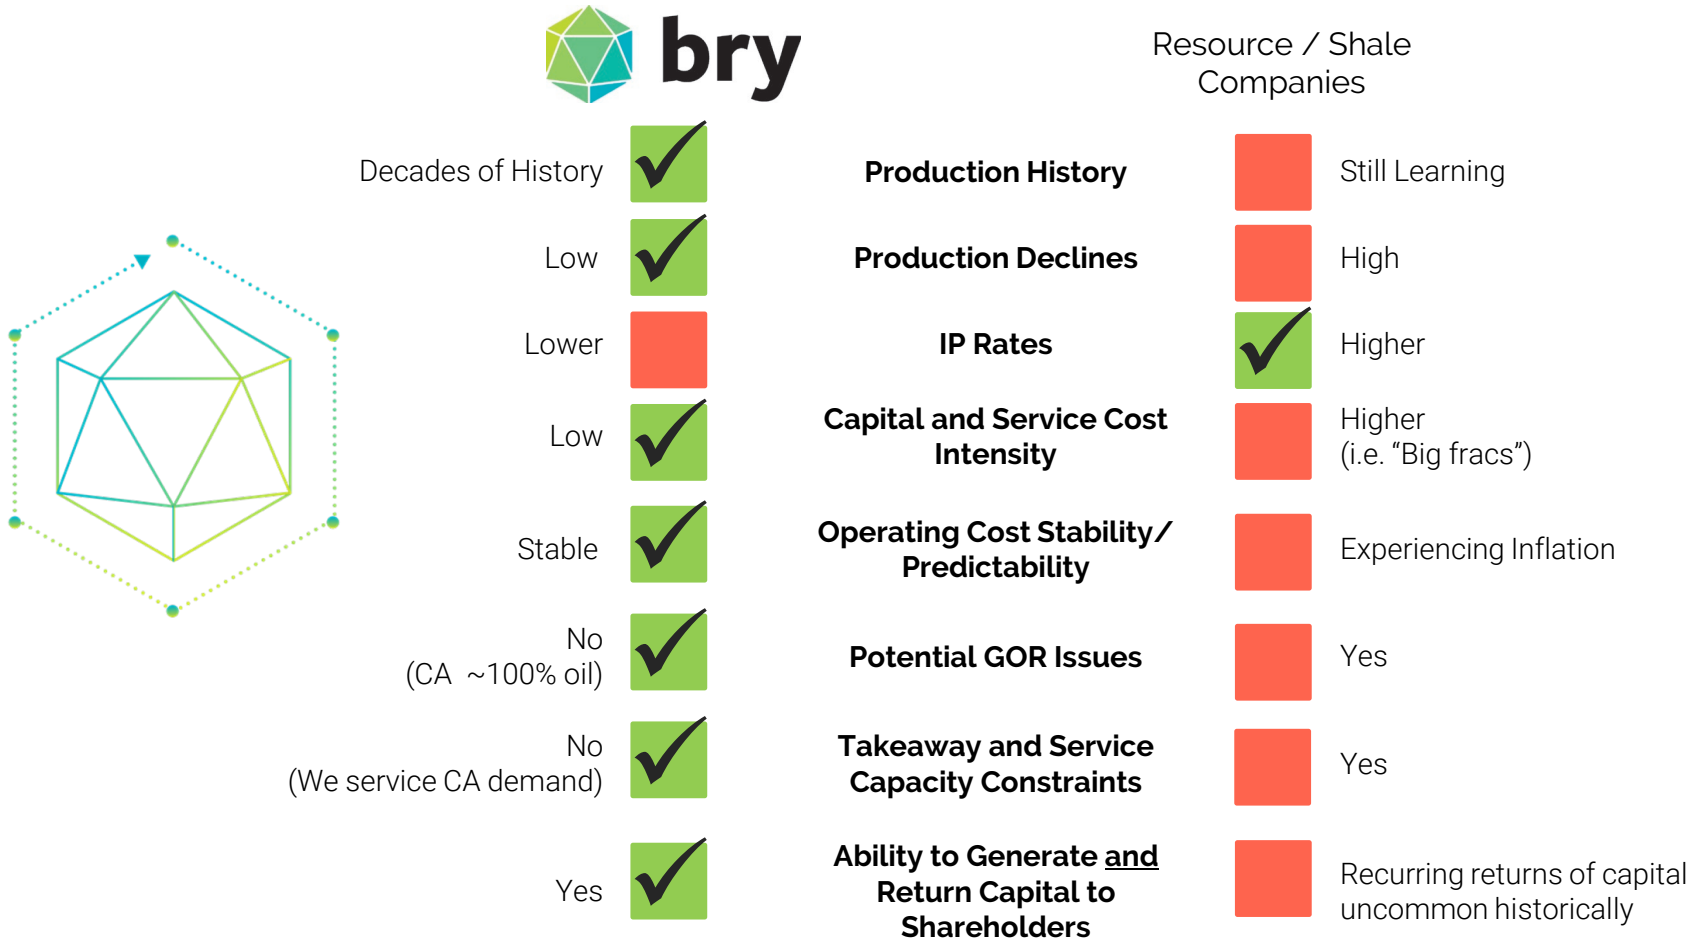 bry
Resource / Shale
Companies
Decades of History
Production History
Still Learning
Low
Production Declines
High
Lower
IP Rates
Higher
Low
Capital and Service Cost
Intensity
Higher
(i.e. “Big fracs”)
Stable
Operating Cost Stability/
Predictability
Experiencing Inflation
No
(CA ~100% oil)
Potential GOR Issues
Yes
No
(We service CA demand)
Takeaway and Service
Capacity Constraints
Yes
Yes
Ability to Generate and
Return Capital to
Shareholders
Recurring returns of capital
uncommon historically